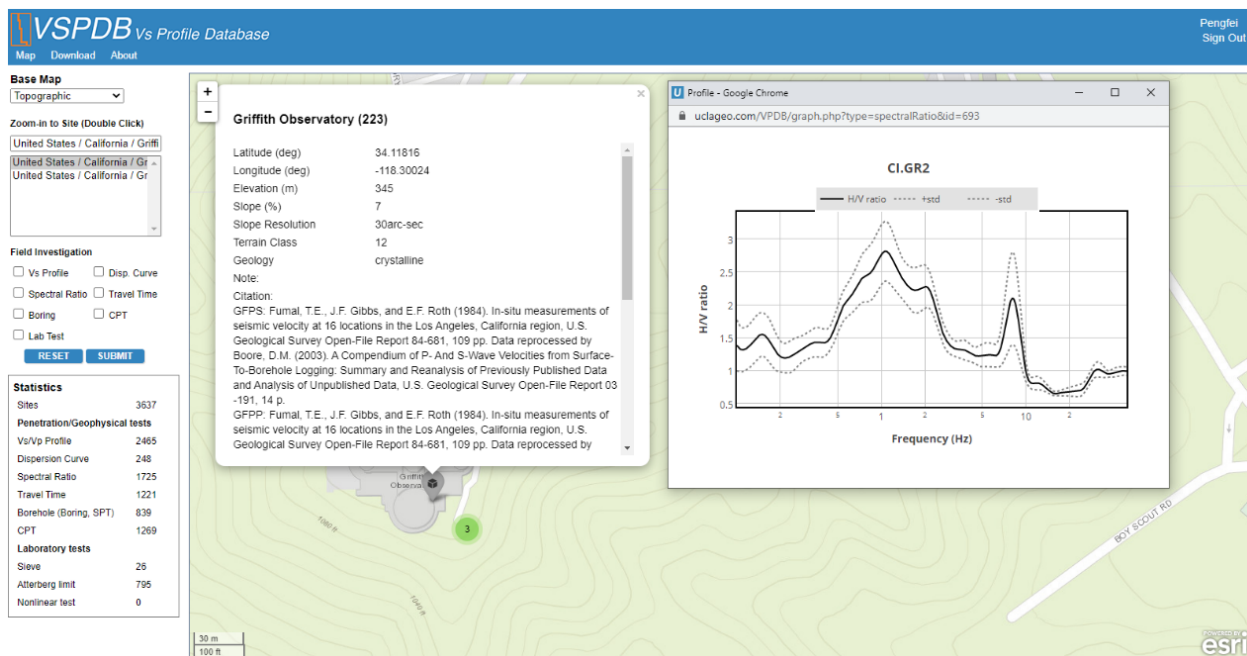 VSPDB Vs Profile Database
Pengfei
Sign Out
Map Download About
Base Map
Topographic
Zoom-in to Site (Double Click)
United States / California / Griffi
United States / California / Gr
United States / California / Gr
Field Investigation
Vs Profile Disp. Curve
Spectral Ratio Travel Time
Boring CPT
Lab Test
RESET SUBMIT
Statistics
Sites 3637
Penetration/Geophysical tests
Vs/Vp Profile 2465
Dispersion Curve 248
Spectral Ratio 1725
Travel Time 1221
Borehole (Boring, SPT) 839
CPT 1269
Laboratory tests
Sieve 26
Atterberg limit 795
Nonlinear test 0
+
−
×
Griffith Observatory (223)
Latitude (deg) 34.11816
Longitude (deg) -118.30024
Elevation (m) 345
Slope (%) 7
Slope Resolution 30arc-sec
Terrain Class 12
Geology crystalline
Note:
Citation:
GFPS: Fumal, T.E., J.F. Gibbs, and E.F. Roth (1984). In-situ measurements of
seismic velocity at 16 locations in the Los Angeles, California region, U.S.
Geological Survey Open-File Report 84-681, 109 pp. Data reprocessed by
Boore, D.M. (2003). A Compendium of P- And S-Wave Velocities from Surface-
To-Borehole Logging: Summary and Reanalysis of Previously Published Data
and Analysis of Unpublished Data, U.S. Geological Survey Open-File Report 03
-191, 14 p.
GFPP: Fumal, T.E., J.F. Gibbs, and E.F. Roth (1984). In-situ measurements of
seismic velocity at 16 locations in the Los Angeles, California region, U.S.
Geological Survey Open-File Report 84-681, 109 pp. Data reprocessed by
U Profile - Google Chrome
uclageo.com/VPDB/graph.php?type=spectralRatio&id=693
CI.GR2
H/V ratio +std -std
3
2.5
2
1.5
1
0.5
H/V ratio
2 5 1 2 5 10 2
Frequency (Hz)
Griffith
Observatory
3
1080 ft
1040 ft
BOY SCOUT RD
30 m
100 ft
POWERED BY
esri